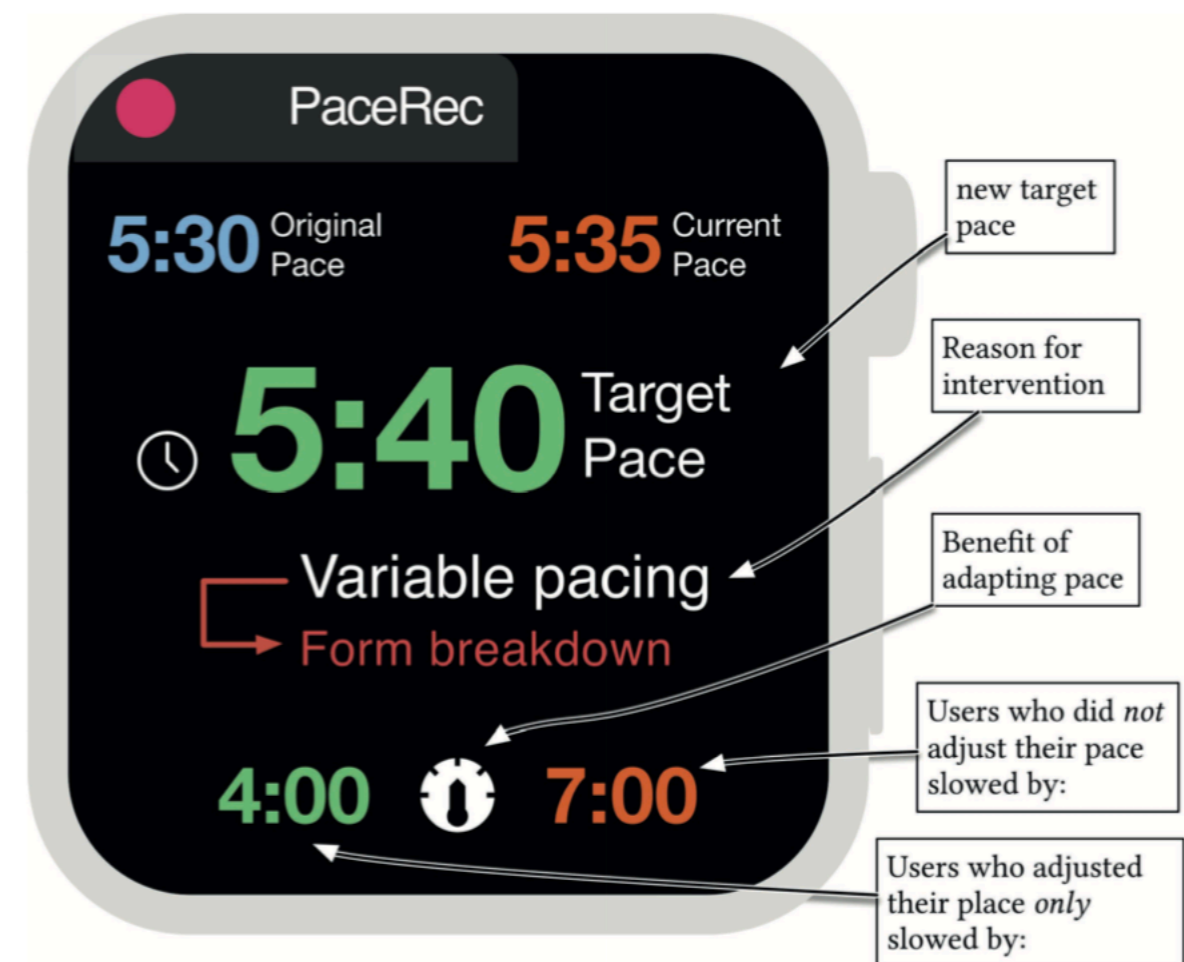 PaceRec
5:30 Original Pace
5:35 Current Pace
5:40 Target Pace
Variable pacing
Form breakdown
4:00 7:00
new target
pace
Reason for
intervention
Benefit of
adapting pace
Users who did not
adjust their pace
slowed by:
Users who adjusted
their place only
slowed by: